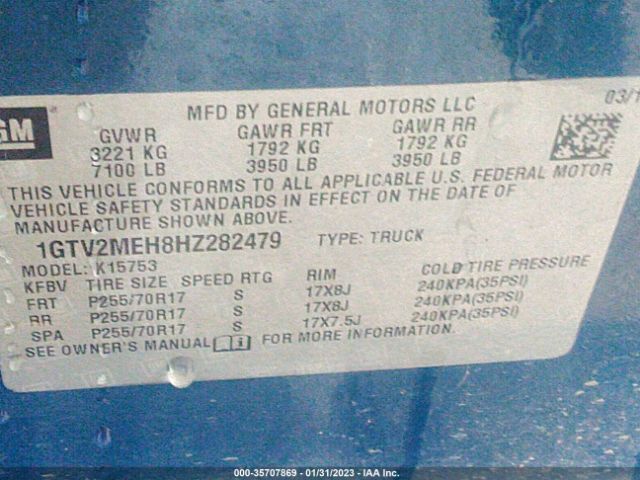 GM
MFD BY GENERAL MOTORS LLC 03/1
GVWR GAWR FRT GAWR RR
3221 KG 1792 KG 1792 KG
7100 LB 3950 LB 3950 LB
THIS VEHICLE CONFORMS TO ALL APPLICABLE U.S. FEDERAL MOTOR
VEHICLE SAFETY STANDARDS IN EFFECT ON THE DATE OF
MANUFACTURE SHOWN ABOVE.
1GTV2MEH8HZ282479 TYPE: TRUCK
MODEL: K15753
KFBV TIRE SIZE SPEED RTG RIM COLD TIRE PRESSURE
FRT P255/70R17 S 17X8J 240KPA(35PSI)
RR P255/70R17 S 17X8J 240KPA(35PSI)
SPA P255/70R17 S 17X7.5J 240KPA(35PSI)
SEE OWNER'S MANUAL FOR MORE INFORMATION.
000-35707869 - 01/31/2023 - IAA Inc.